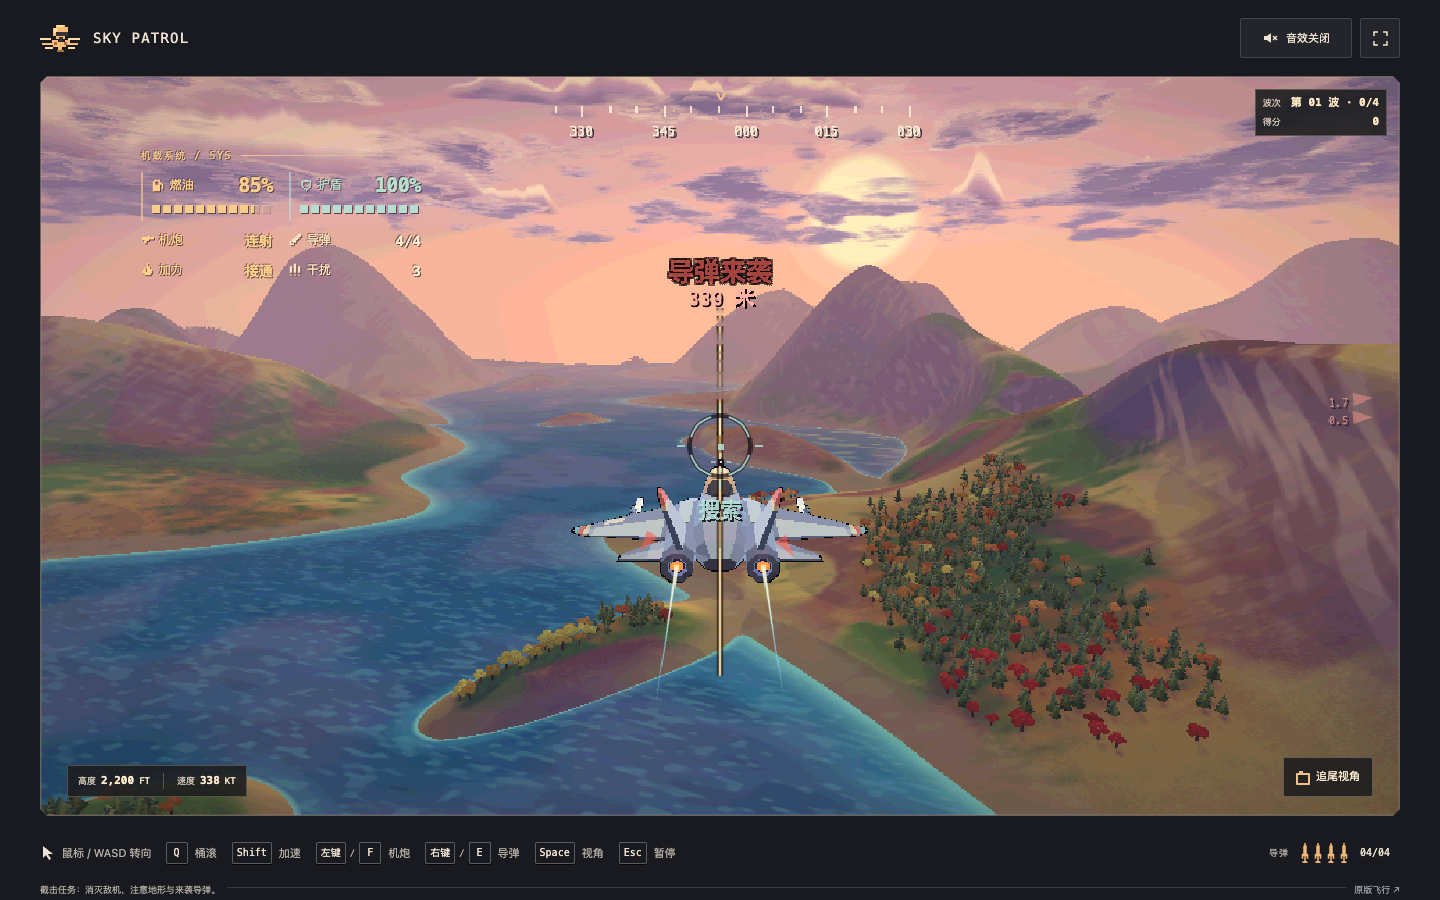 SKY PATROL
音效关闭
330 345 000 015 030
波次 第 01 波 · 0/4
得分 0
机载系统 / SYS
燃油 85% 护盾 100%
机炮 连射 导弹 4/4
加力 接通 干扰 3
导弹来袭
339 米
1.7
0.5
搜索
高度 2,200 FT 速度 338 KT
追尾视角
鼠标 / WASD 转向 Q 桶滚 Shift 加速 左键 / F 机炮 右键 / E 导弹 Space 视角 Esc 暂停
导弹 04/04
截击任务：消灭敌机，注意地形与来袭导弹。
原版飞行 ↗